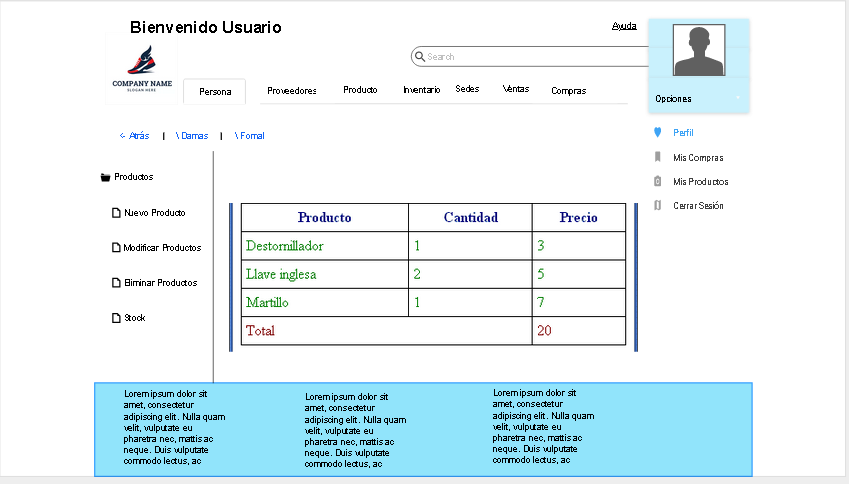 Bienvenido Usuario
Ayuda
Search
COMPANY NAME
SLOGAN HERE
Persona
Proveedores
Producto
Inventario
Sedes
Ventas
Compras
Opciones
Perfil
Mis Compras
Mis Productos
Cerrar Sesión
< Atrás | \ Damas | \ Fomal
Productos
Nuevo Producto
Modificar Productos
Eliminar Productos
Stock
Producto Cantidad Precio
Destornillador 1 3
Llave inglesa 2 5
Martillo 1 7
Total 20
Lorem ipsum dolor sit
amet, consectetur
adipiscing elit. Nulla quam
velit, vulputate eu
pharetra nec, mattis ac
neque. Duis vulputate
commodo lectus, ac
Lorem ipsum dolor sit
amet, consectetur
adipiscing elit. Nulla quam
velit, vulputate eu
pharetra nec, mattis ac
neque. Duis vulputate
commodo lectus, ac
Lorem ipsum dolor sit
amet, consectetur
adipiscing elit. Nulla quam
velit, vulputate eu
pharetra nec, mattis ac
neque. Duis vulputate
commodo lectus, ac